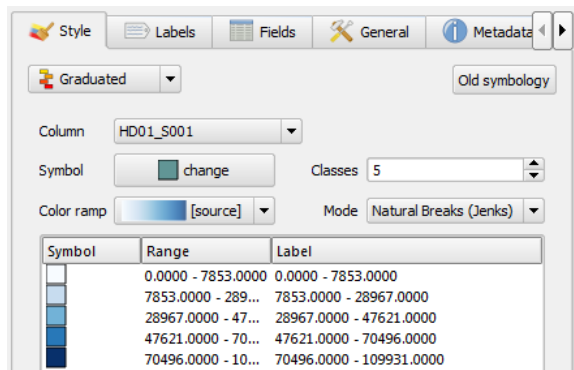 Style Labels Fields General Metadata
Graduated Old symbology
Column HD01_S001
Symbol change Classes 5
Color ramp [source] Mode Natural Breaks (Jenks)
Symbol Range Label
0.0000 - 7853.0000 0.0000 - 7853.0000
7853.0000 - 289... 7853.0000 - 28967.0000
28967.0000 - 47... 28967.0000 - 47621.0000
47621.0000 - 70... 47621.0000 - 70496.0000
70496.0000 - 10... 70496.0000 - 109931.0000